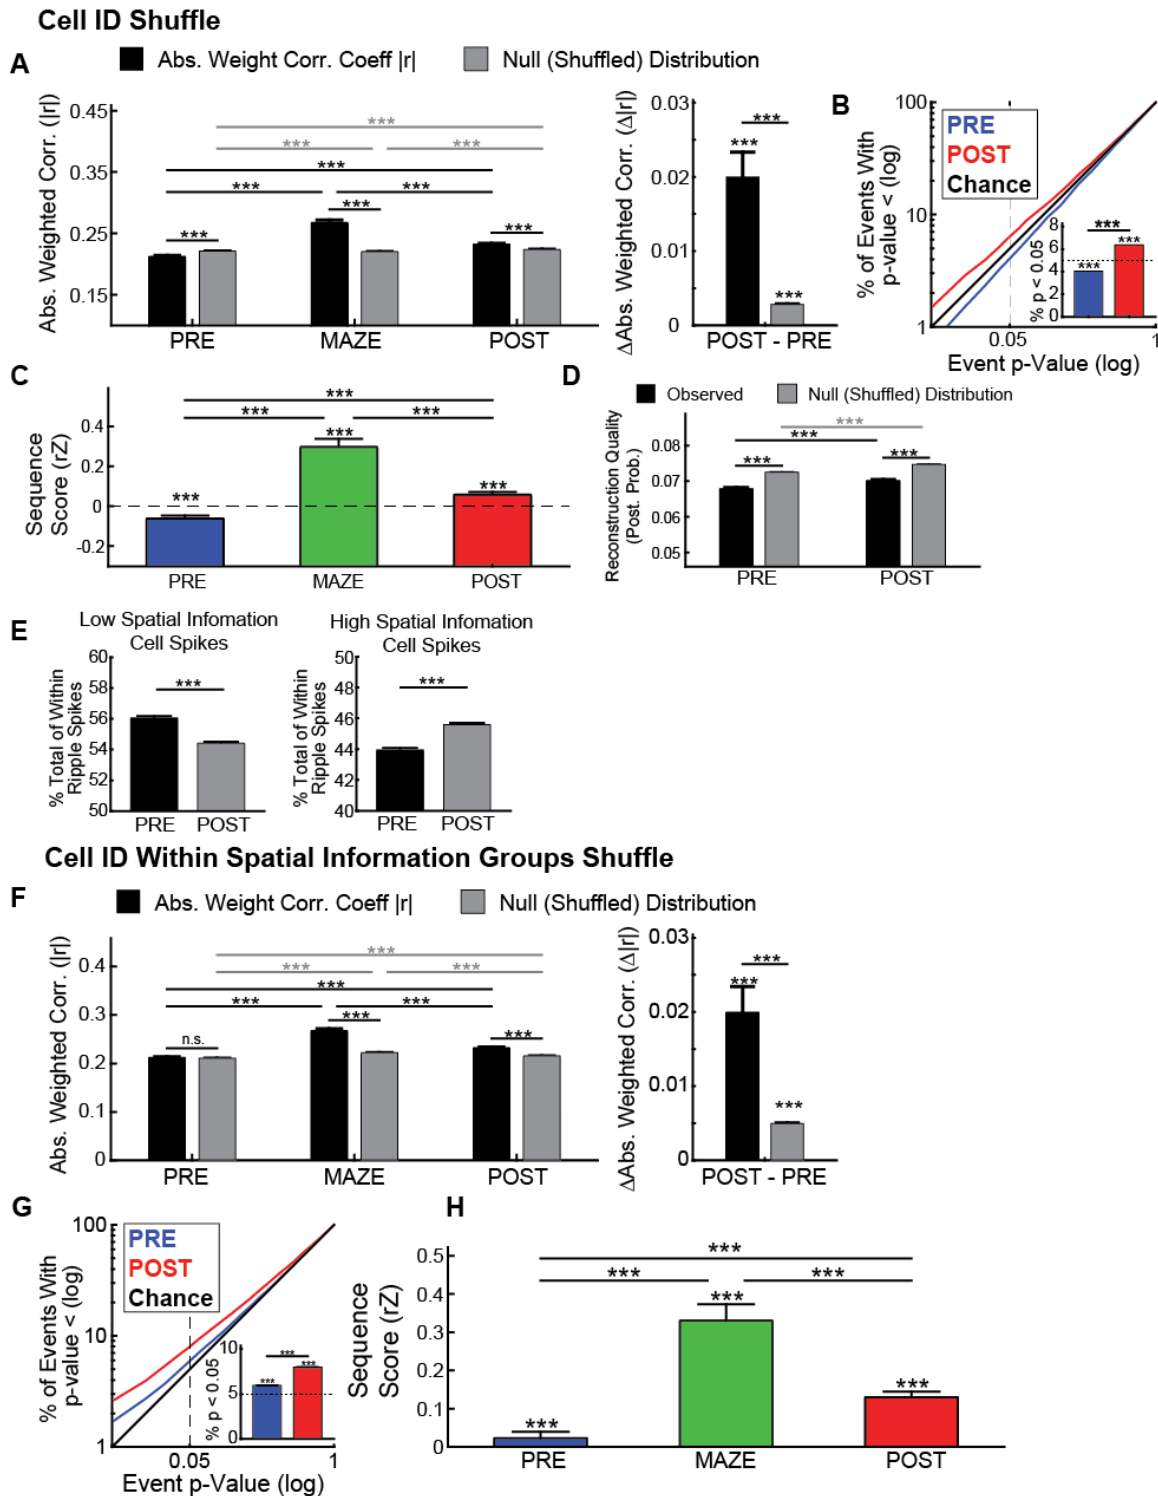 Cell ID Shuffle
A
Abs. Weight Corr. Coeff |r|
Null (Shuffled) Distribution
Abs. Weighted Corr. (|r|)
0.45
0.35
0.25
0.15
***
***
***
***
***
***
***
***
***
PRE
MAZE
POST
ΔAbs. Weighted Corr. (Δ|r|)
0.03
0.02
0.01
0
***
***
***
POST - PRE
B
% of Events With
p-value < (log)
100
10
1
PRE
POST
Chance
% p < 0.05
8
6
4
2
0
***
***
***
0.05
1
Event p-Value (log)
C
Sequence
Score (rZ)
0.4
0.2
0
-0.2
***
***
***
***
***
***
PRE
MAZE
POST
D
Observed
Null (Shuffled) Distribution
Reconstruction Quality
(Post. Prob.)
0.08
0.07
0.06
0.05
***
***
***
***
PRE
POST
E
Low Spatial Infomation
Cell Spikes
% Total of Within
Ripple Spikes
60
58
56
54
52
50
***
PRE
POST
High Spatial Infomation
Cell Spikes
% Total of Within
Ripple Spikes
50
48
46
44
42
40
***
PRE
POST
Cell ID Within Spatial Information Groups Shuffle
F
Abs. Weight Corr. Coeff |r|
Null (Shuffled) Distribution
Abs. Weighted Corr. (|r|)
0.4
0.3
0.2
0.1
0
***
***
***
***
***
***
n.s.
***
***
PRE
MAZE
POST
ΔAbs. Weighted Corr. (Δ|r|)
0.03
0.02
0.01
0
***
***
***
POST - PRE
G
% of Events With
p-value < (log)
100
10
1
PRE
POST
Chance
% p < 0.05
10
5
0
***
***
***
0.05
1
Event p-Value (log)
H
Sequence
Score (rZ)
0.5
0.4
0.3
0.2
0.1
0
***
***
***
***
***
***
PRE
MAZE
POST